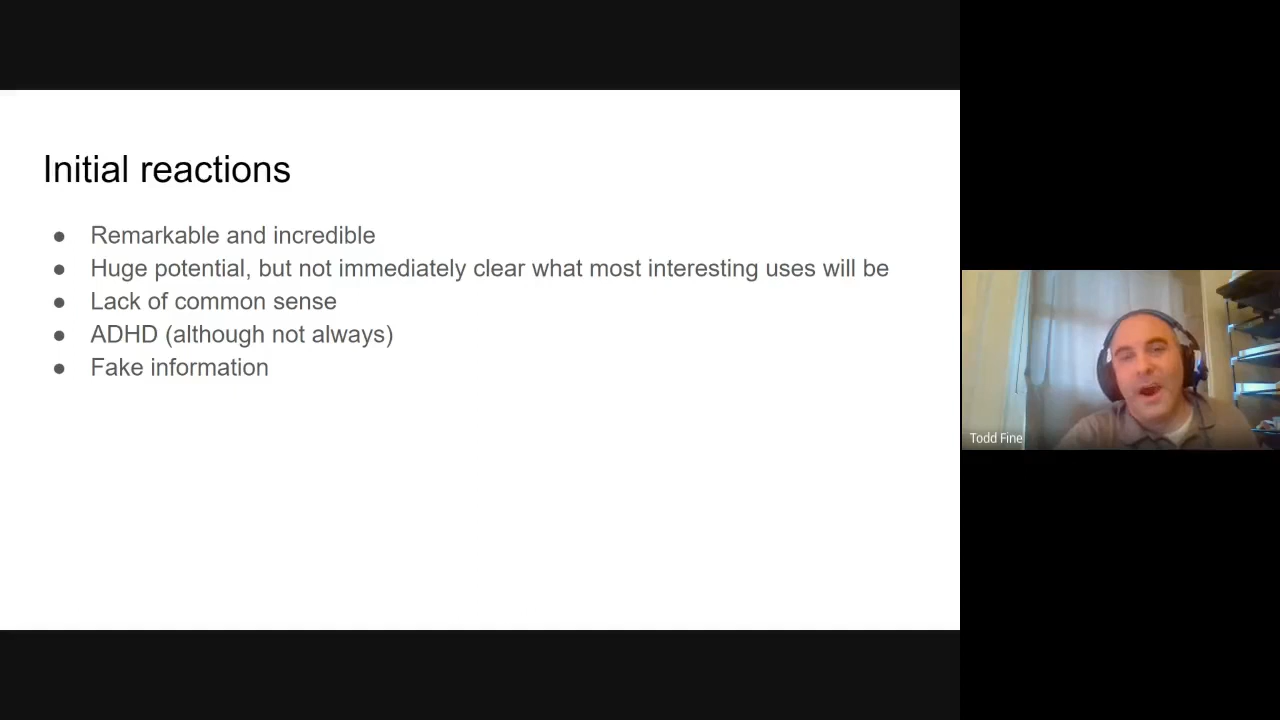 Initial reactions
● Remarkable and incredible
● Huge potential, but not immediately clear what most interesting uses will be
● Lack of common sense
● ADHD (although not always)
● Fake information
Todd Fine